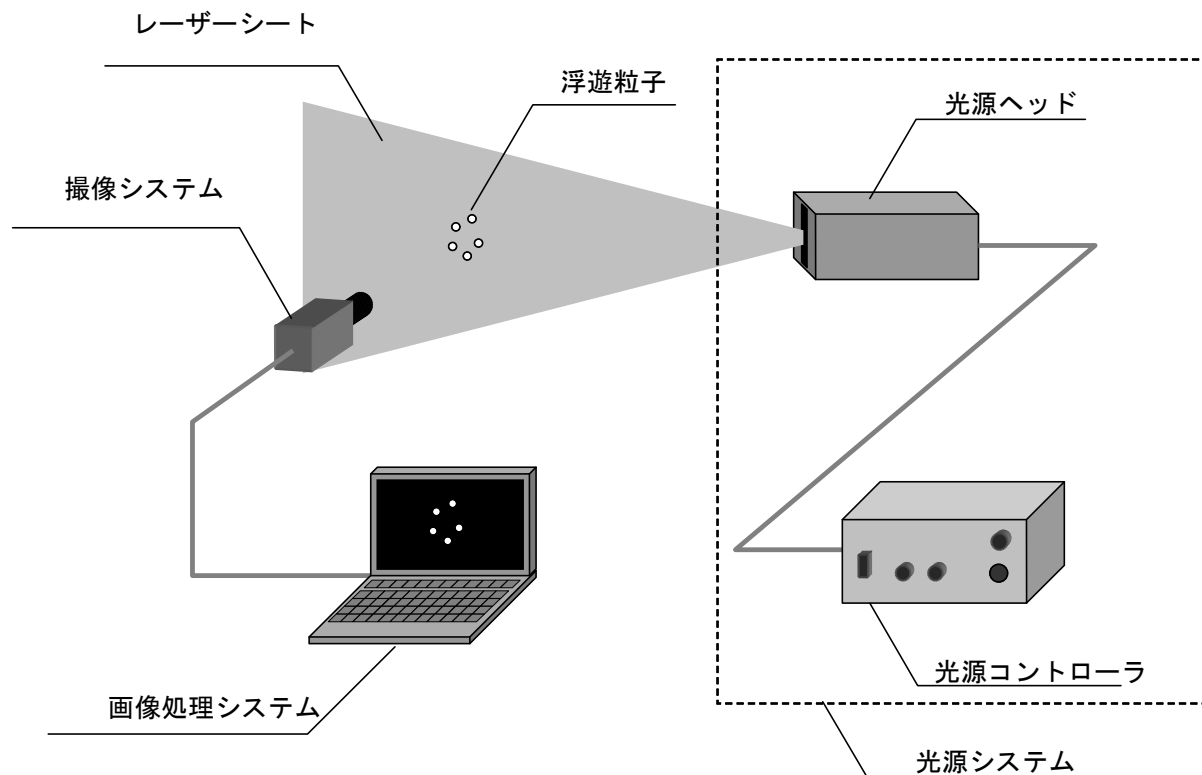 レーザーシート
浮遊粒子
光源ヘッド
撮像システム
光源コントローラ
画像処理システム
光源システム